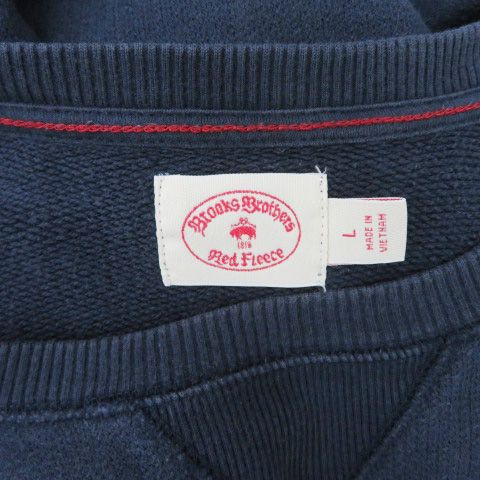 Brooks Brothers
1818
Red Fleece
L
MADE IN
VIETNAM